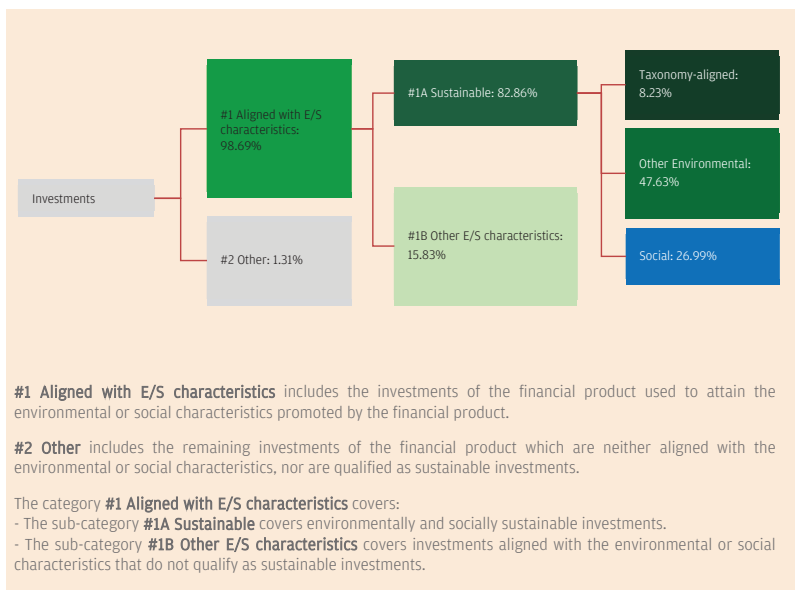 Investments
#1 Aligned with E/S
characteristics:
98.69%
#2 Other: 1.31%
#1A Sustainable: 82.86%
#1B Other E/S characteristics:
15.83%
Taxonomy-aligned:
8.23%
Other Environmental:
47.63%
Social: 26.99%
#1 Aligned with E/S characteristics includes the investments of the financial product used to attain the
environmental or social characteristics promoted by the financial product.
#2 Other includes the remaining investments of the financial product which are neither aligned with the
environmental or social characteristics, nor are qualified as sustainable investments.
The category #1 Aligned with E/S characteristics covers:
- The sub-category #1A Sustainable covers environmentally and socially sustainable investments.
- The sub-category #1B Other E/S characteristics covers investments aligned with the environmental or social
characteristics that do not qualify as sustainable investments.